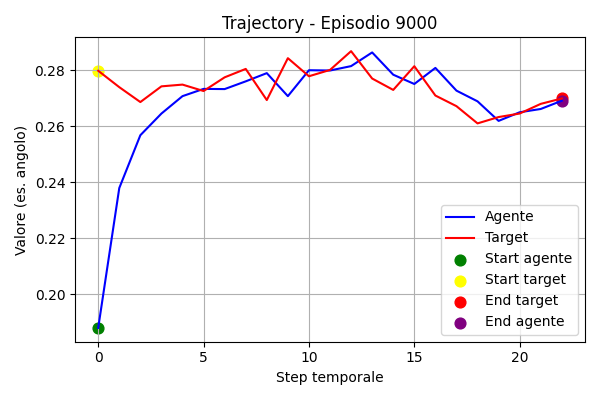 Trajectory - Episodio 9000
Valore (es. angolo)
0.28
0.26
0.24
0.22
0.20
0
5
10
15
20
Step temporale
Agente
Target
Start agente
Start target
End target
End agente